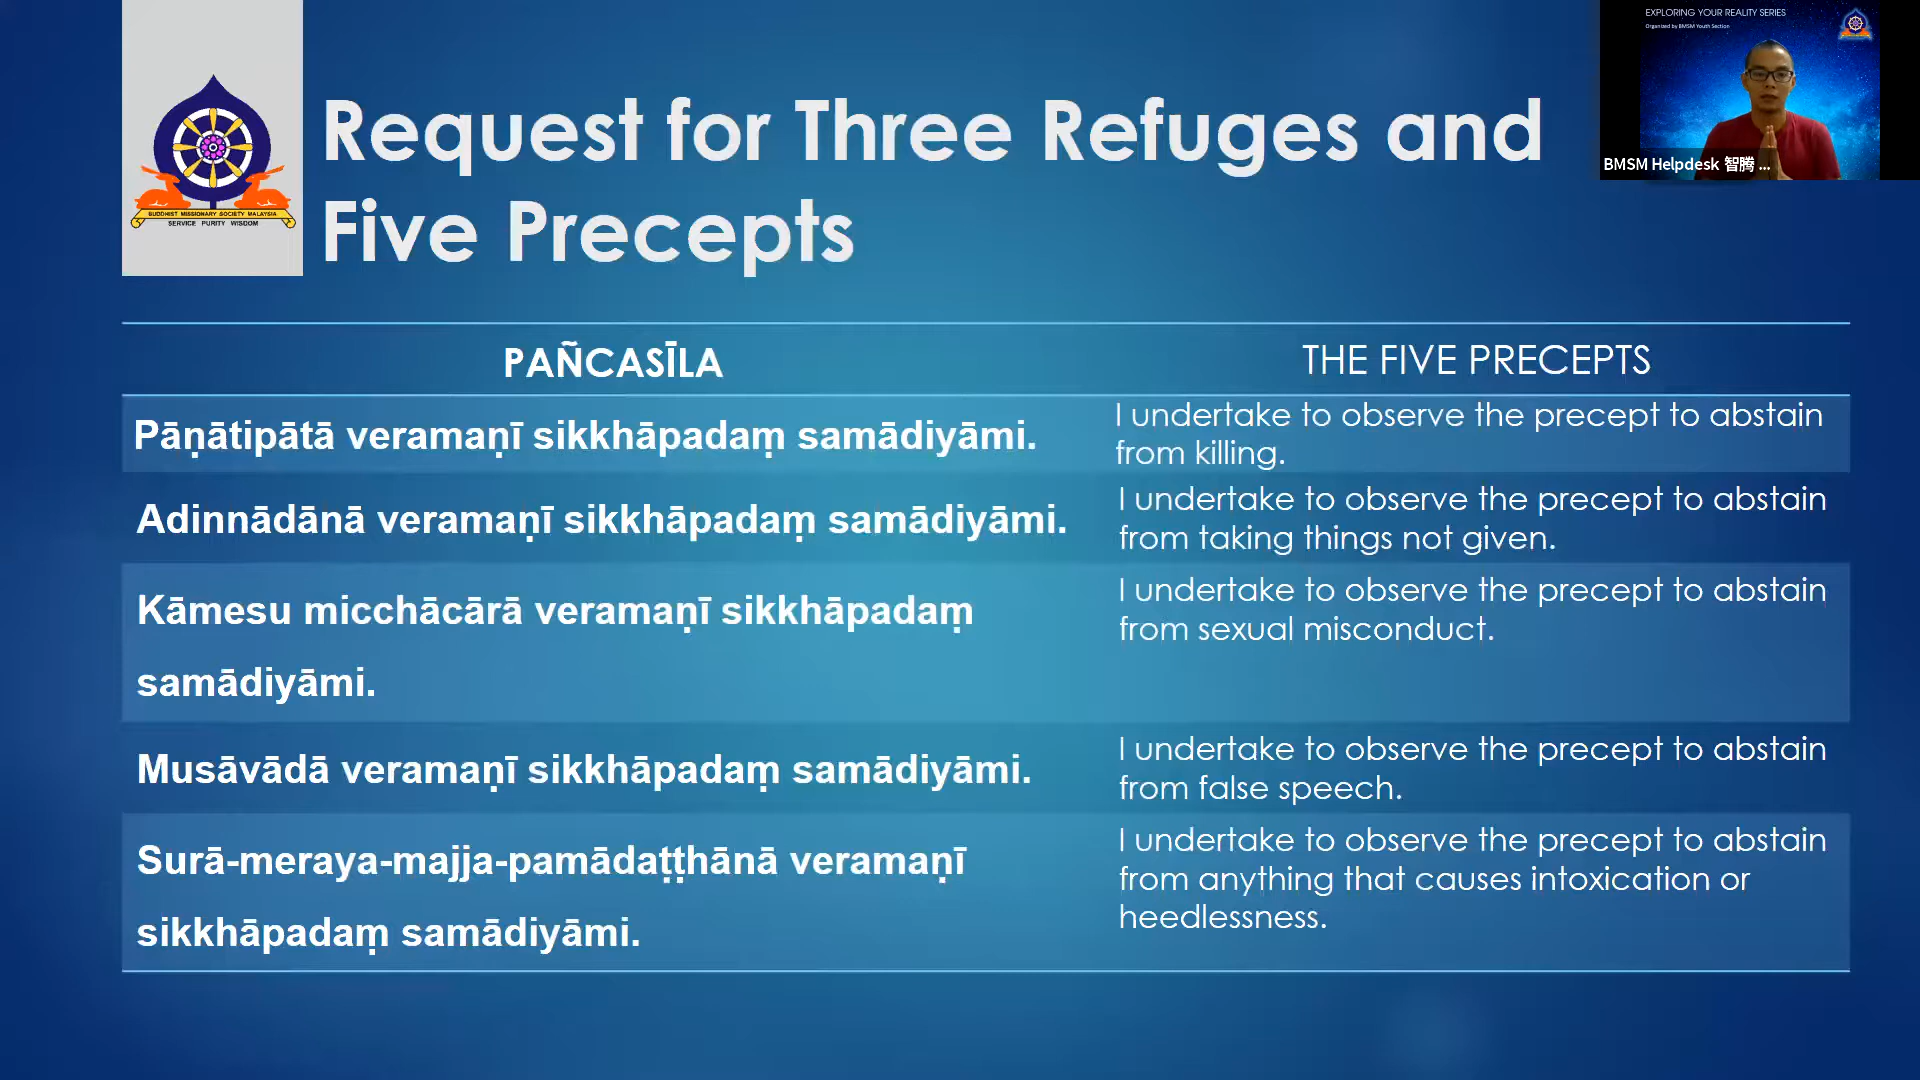 EXPLORING YOUR REALITY SERIES
Organized by BMSM Youth Section
BMSM Helpdesk 智腾 ...
BUDDHIST MISSIONARY SOCIETY MALAYSIA
SERVICE PURITY WISDOM
Request for Three Refuges and
Five Precepts
PAÑCASĪLA
THE FIVE PRECEPTS
Pāṇātipātā veramaṇī sikkhāpadaṃ samādiyāmi.
I undertake to observe the precept to abstain
from killing.
Adinnādānā veramaṇī sikkhāpadaṃ samādiyāmi.
I undertake to observe the precept to abstain
from taking things not given.
Kāmesu micchācārā veramaṇī sikkhāpadaṃ
samādiyāmi.
I undertake to observe the precept to abstain
from sexual misconduct.
Musāvādā veramaṇī sikkhāpadaṃ samādiyāmi.
I undertake to observe the precept to abstain
from false speech.
Surā-meraya-majja-pamādaṭṭhānā veramaṇī
sikkhāpadaṃ samādiyāmi.
I undertake to observe the precept to abstain
from anything that causes intoxication or
heedlessness.